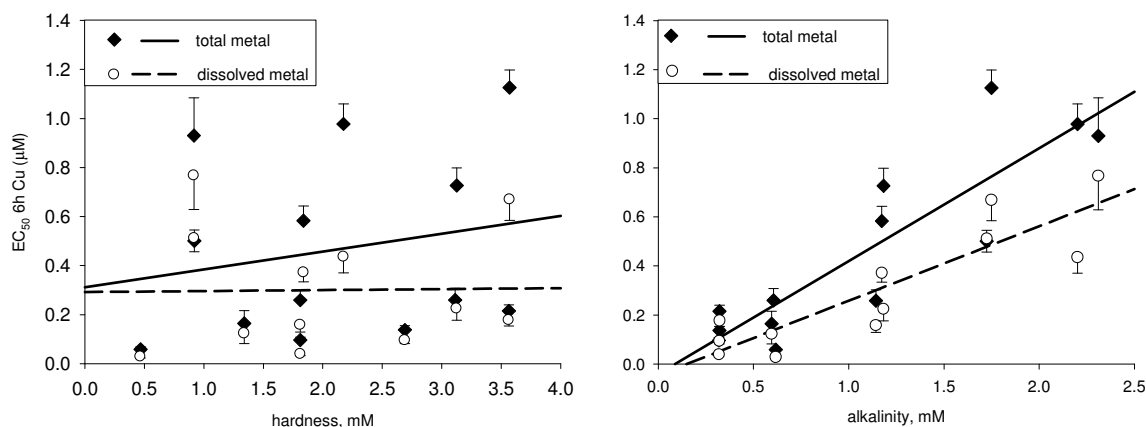 1.4
1.2
1.0
0.8
0.6
0.4
0.2
0.0
EC50 6h Cu (µM)
total metal
dissolved metal
0.0 0.5 1.0 1.5 2.0 2.5 3.0 3.5 4.0
hardness, mM
1.4
1.2
1.0
0.8
0.6
0.4
0.2
0.0
total metal
dissolved metal
0.0 0.5 1.0 1.5 2.0 2.5
alkalinity, mM